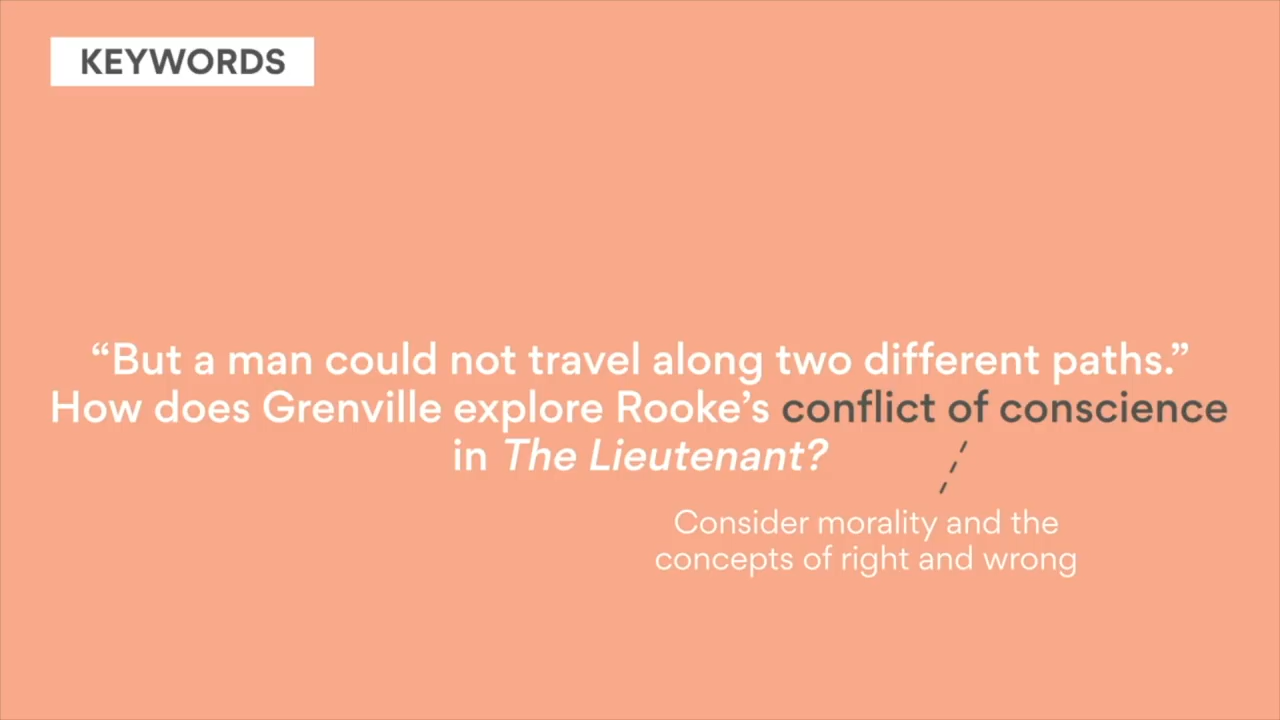 KEYWORDS
“But a man could not travel along two different paths.”
How does Grenville explore Rooke’s conflict of conscience
in The Lieutenant?
Consider morality and the
concepts of right and wrong